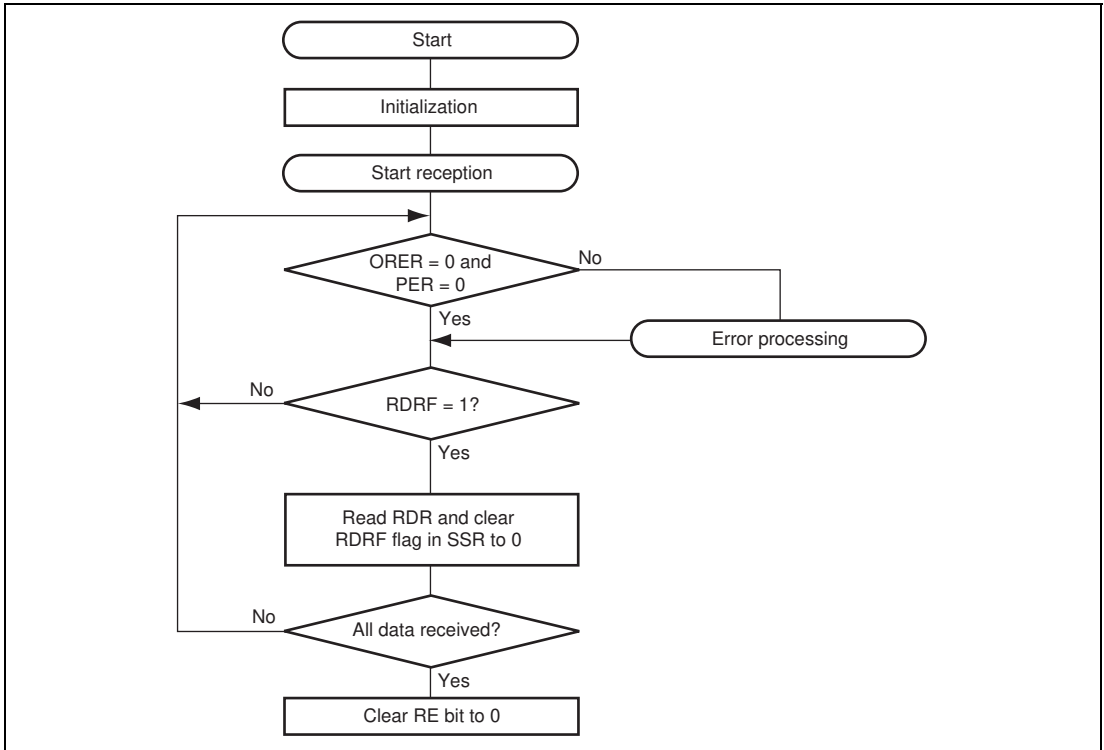 Start
Initialization
Start reception
ORER = 0 and
PER = 0
No
Yes
Error processing
No
RDRF = 1?
Yes
Read RDR and clear
RDRF flag in SSR to 0
No
All data received?
Yes
Clear RE bit to 0